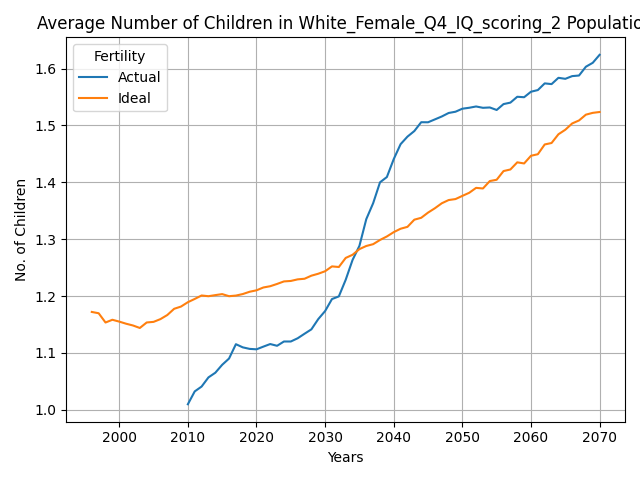 Average Number of Children in White_Female_Q4_IQ_scoring_2 Populatio
Fertility
Actual
Ideal
No. of Children
1.6
1.5
1.4
1.3
1.2
1.1
1.0
2000 2010 2020 2030 2040 2050 2060 2070
Years